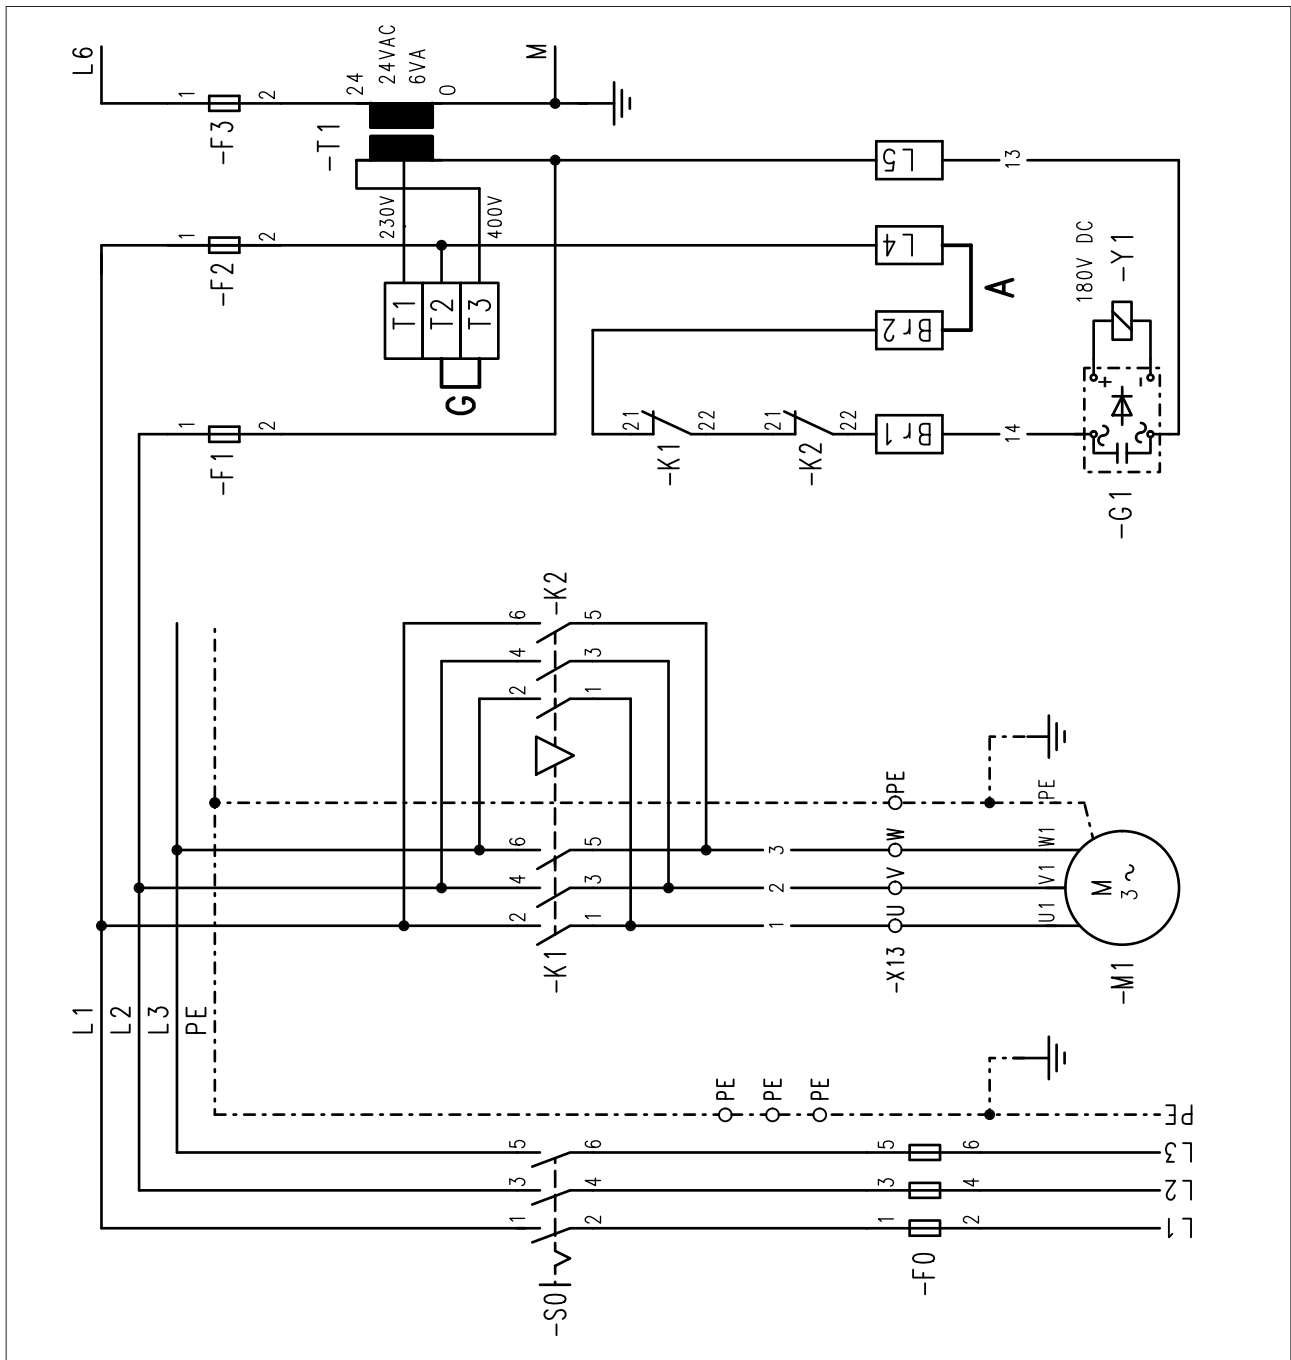 L1
L2
L3
PE
-F0
1
2
3
4
5
6
-S0
1
2
3
4
5
6
PE
PE
PE
L1
L2
L3
PE
-K1
2
1
4
3
6
5
-K2
2
1
4
3
6
5
1
2
3
-X13
U
V
W
PE
U1
V1
W1
PE
M
3 ~
-M1
-F1
1
2
-F2
1
2
-F3
1
2
L6
-T1
24
24VAC
6VA
0
M
230V
400V
T1
T2
T3
G
-K1
21
22
-K2
21
22
Br1
Br2
L4
L5
A
13
14
-G1
+
-
180V DC
-Y1